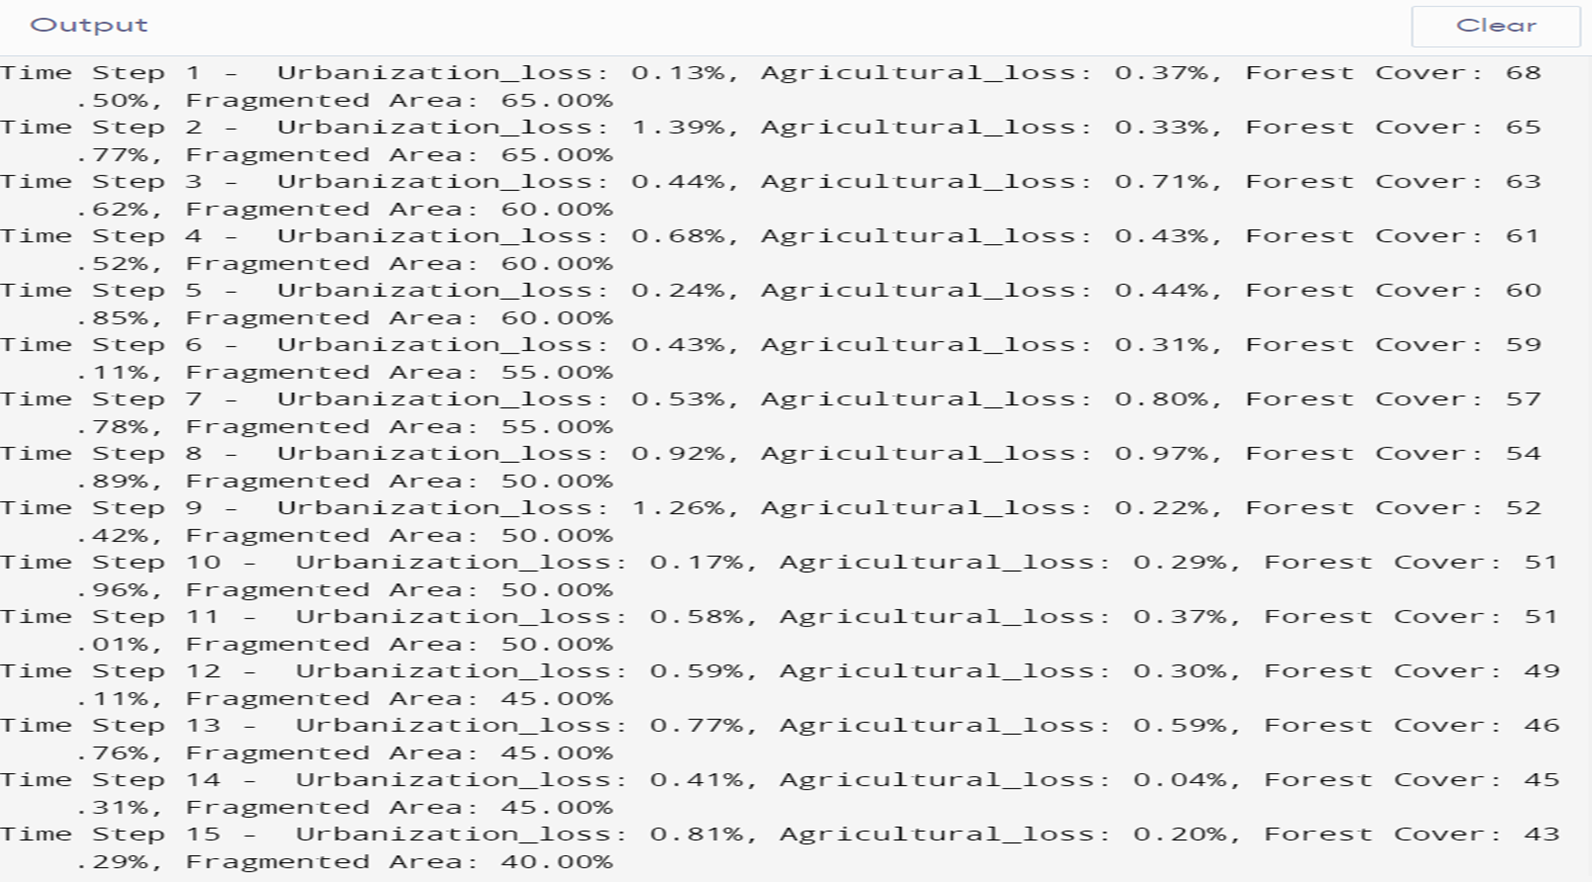 Output
Clear
Time Step 1 -  Urbanization_loss: 0.13%, Agricultural_loss: 0.37%, Forest Cover: 68
.50%, Fragmented Area: 65.00%
Time Step 2 -  Urbanization_loss: 1.39%, Agricultural_loss: 0.33%, Forest Cover: 65
.77%, Fragmented Area: 65.00%
Time Step 3 -  Urbanization_loss: 0.44%, Agricultural_loss: 0.71%, Forest Cover: 63
.62%, Fragmented Area: 60.00%
Time Step 4 -  Urbanization_loss: 0.68%, Agricultural_loss: 0.43%, Forest Cover: 61
.52%, Fragmented Area: 60.00%
Time Step 5 -  Urbanization_loss: 0.24%, Agricultural_loss: 0.44%, Forest Cover: 60
.85%, Fragmented Area: 60.00%
Time Step 6 -  Urbanization_loss: 0.43%, Agricultural_loss: 0.31%, Forest Cover: 59
.11%, Fragmented Area: 55.00%
Time Step 7 -  Urbanization_loss: 0.53%, Agricultural_loss: 0.80%, Forest Cover: 57
.78%, Fragmented Area: 55.00%
Time Step 8 -  Urbanization_loss: 0.92%, Agricultural_loss: 0.97%, Forest Cover: 54
.89%, Fragmented Area: 50.00%
Time Step 9 -  Urbanization_loss: 1.26%, Agricultural_loss: 0.22%, Forest Cover: 52
.42%, Fragmented Area: 50.00%
Time Step 10 -  Urbanization_loss: 0.17%, Agricultural_loss: 0.29%, Forest Cover: 51
.96%, Fragmented Area: 50.00%
Time Step 11 -  Urbanization_loss: 0.58%, Agricultural_loss: 0.37%, Forest Cover: 51
.01%, Fragmented Area: 50.00%
Time Step 12 -  Urbanization_loss: 0.59%, Agricultural_loss: 0.30%, Forest Cover: 49
.11%, Fragmented Area: 45.00%
Time Step 13 -  Urbanization_loss: 0.77%, Agricultural_loss: 0.59%, Forest Cover: 46
.76%, Fragmented Area: 45.00%
Time Step 14 -  Urbanization_loss: 0.41%, Agricultural_loss: 0.04%, Forest Cover: 45
.31%, Fragmented Area: 45.00%
Time Step 15 -  Urbanization_loss: 0.81%, Agricultural_loss: 0.20%, Forest Cover: 43
.29%, Fragmented Area: 40.00%